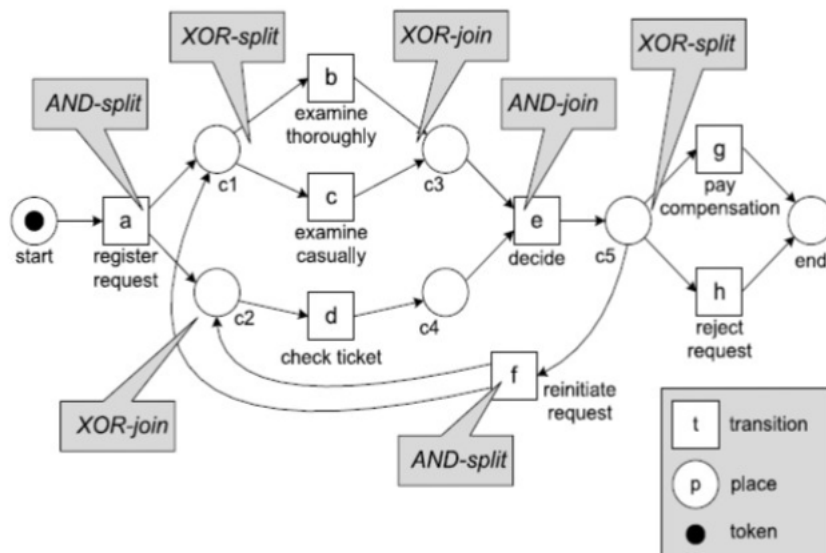 XOR-split
XOR-join
XOR-split
AND-split
AND-join
b
examine
thoroughly
c1
c3
g
pay
compensation
a
register
request
start
c
examine
casually
e
decide
c5
end
c2
d
check ticket
c4
h
reject
request
f
reinitiate
request
XOR-join
AND-split
t
transition
p
place
token